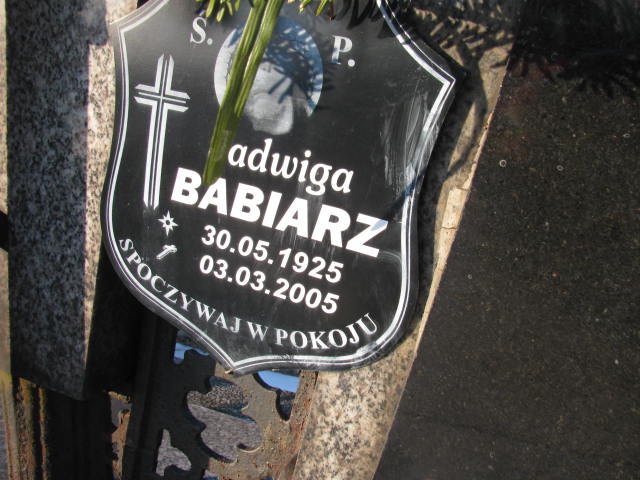 Ś. P.
adwiga
BABIARZ
30.05.1925
03.03.2005
SPOCZYWAJ W POKOJU